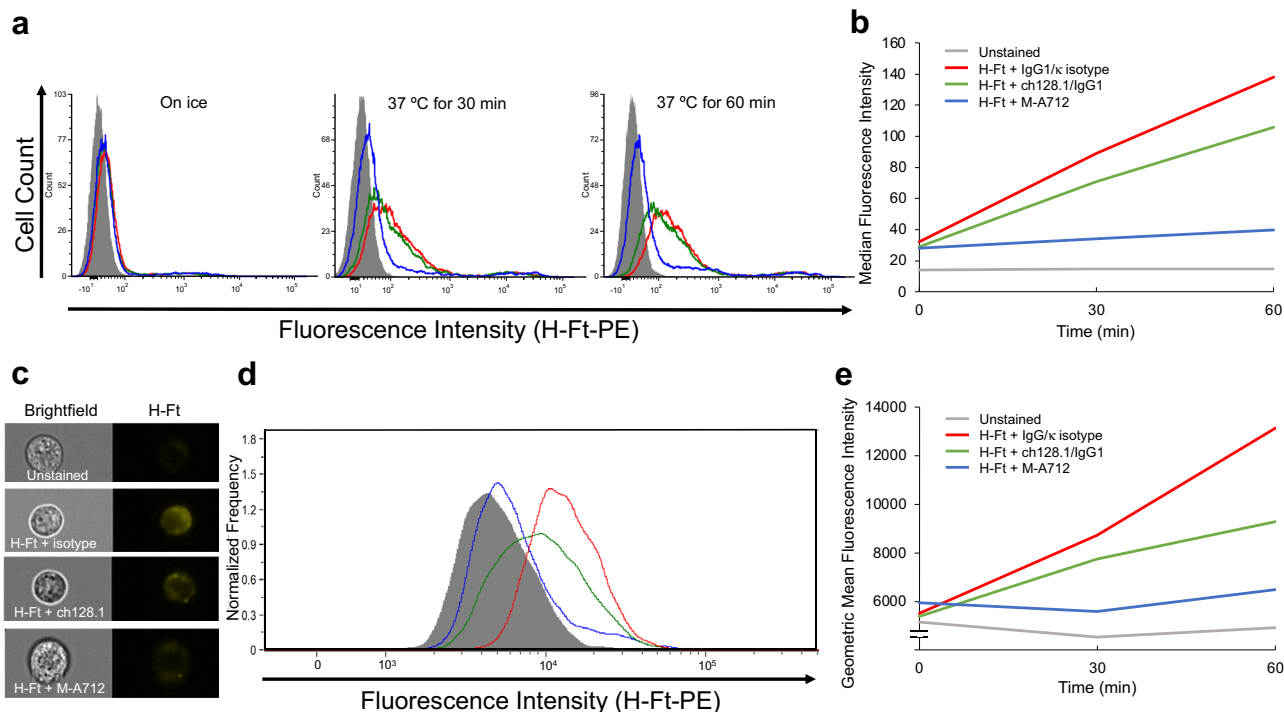 a
On ice
37 ºC for 30 min
37 ºC for 60 min
Cell Count
Count
103
77
52
26
0
-10¹ 10² 10³ 10⁴ 10⁵
Count
68
46
23
0
-10¹ 10² 10³ 10⁴ 10⁵
Count
96
72
48
24
0
-10¹ 10² 10³ 10⁴ 10⁵
Fluorescence Intensity (H-Ft-PE)
b
Unstained
H-Ft + IgG1/κ isotype
H-Ft + ch128.1/IgG1
H-Ft + M-A712
Median Fluorescence Intensity
160
140
120
100
80
60
40
20
0
0 30 60
Time (min)
c
Brightfield H-Ft
Unstained
H-Ft + isotype
H-Ft + ch128.1
H-Ft + M-A712
d
Normalized Frequency
1.8
1.5
1.2
0.9
0.6
0.3
0
0 10³ 10⁴ 10⁵
Fluorescence Intensity (H-Ft-PE)
e
Unstained
H-Ft + IgG/κ isotype
H-Ft + ch128.1/IgG1
H-Ft + M-A712
Geometric Mean Fluorescence Intensity
14000
12000
10000
8000
6000
0 30 60
Time (min)